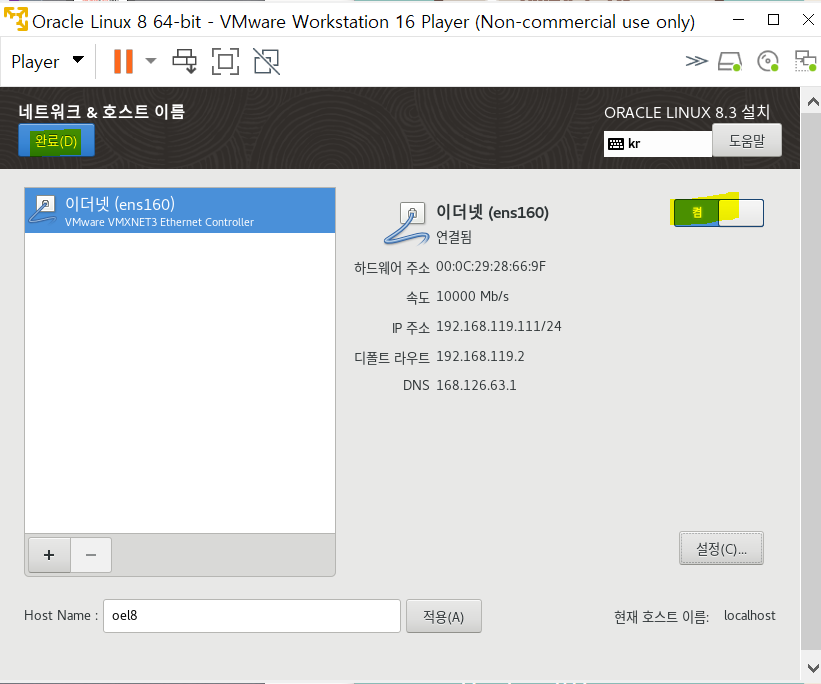 Oracle Linux 8 64-bit - VMware Workstation 16 Player (Non-commercial use only)
Player
네트워크 & 호스트 이름
ORACLE LINUX 8.3 설치
완료(D)
kr
도움말
이더넷 (ens160)
VMware VMXNET3 Ethernet Controller
이더넷 (ens160)
연결됨
켬
하드웨어 주소 00:0C:29:28:66:9F
속도 10000 Mb/s
IP 주소 192.168.119.111/24
디폴트 라우트 192.168.119.2
DNS 168.126.63.1
+ −
설정(C)...
Host Name : oel8 적용(A) 현재 호스트 이름: localhost